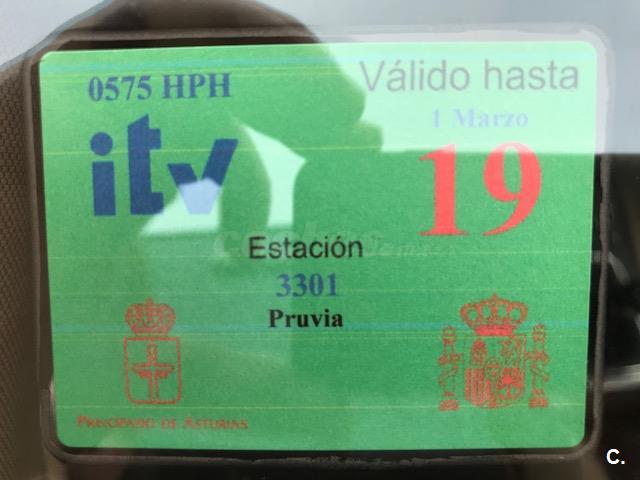 0575 HPH
Válido hasta
1 Marzo
itv
19
Estación
3301
Pruvia
PRINCIPADO DE ASTURIAS
C.